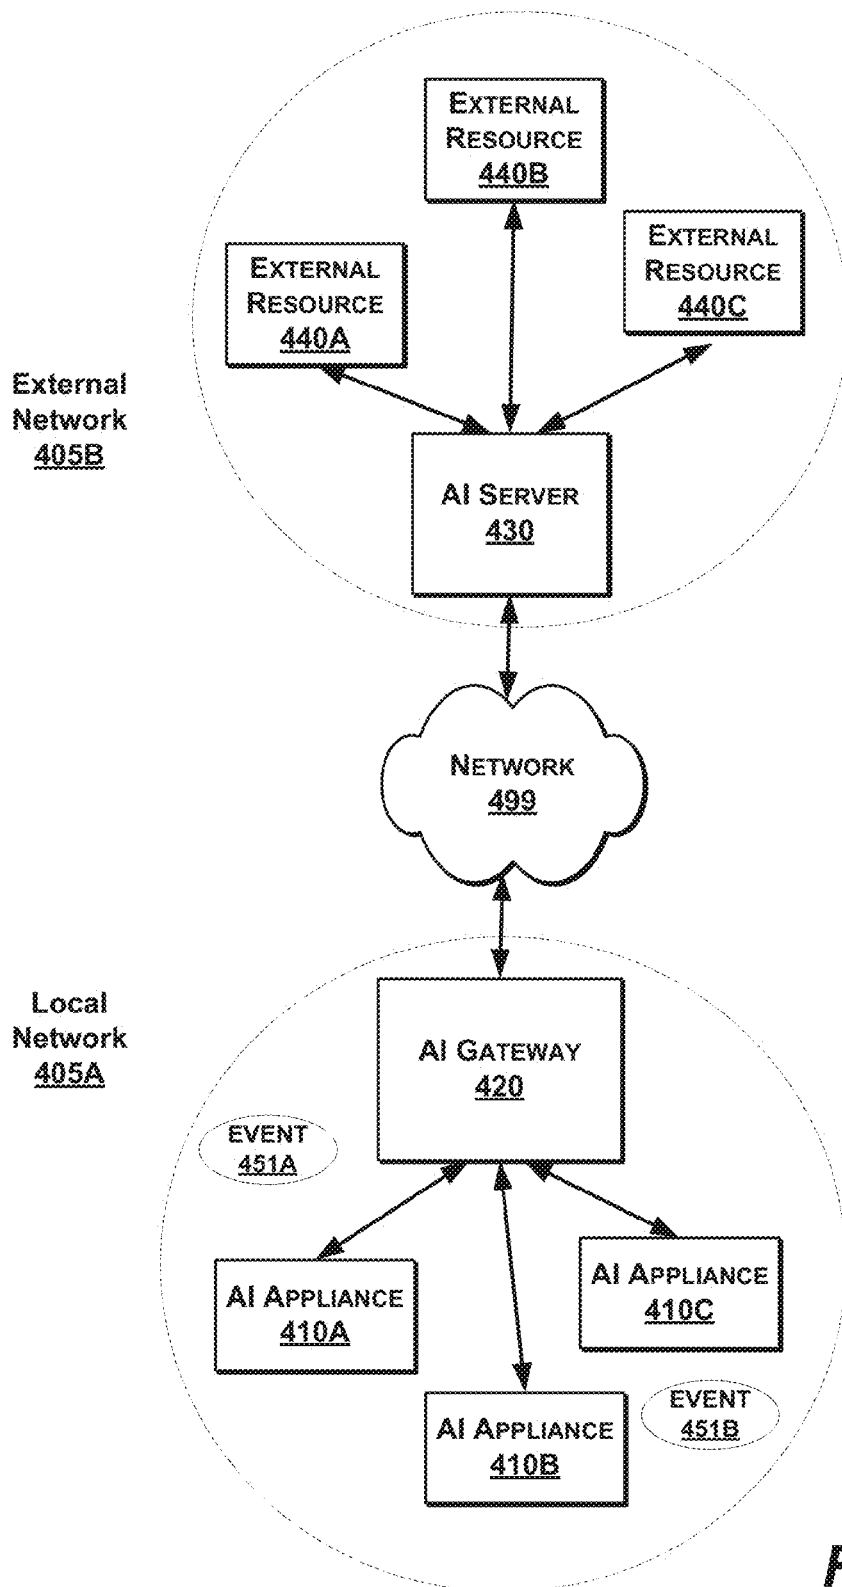 EXTERNAL
RESOURCE
440B
EXTERNAL
RESOURCE
440C
EXTERNAL
RESOURCE
440A
External
Network
405B
AI SERVER
430
NETWORK
499
Local
Network
405A
AI GATEWAY
420
EVENT
451A
AI APPLIANCE
410A
AI APPLIANCE
410C
AI APPLIANCE
410B
EVENT
451B